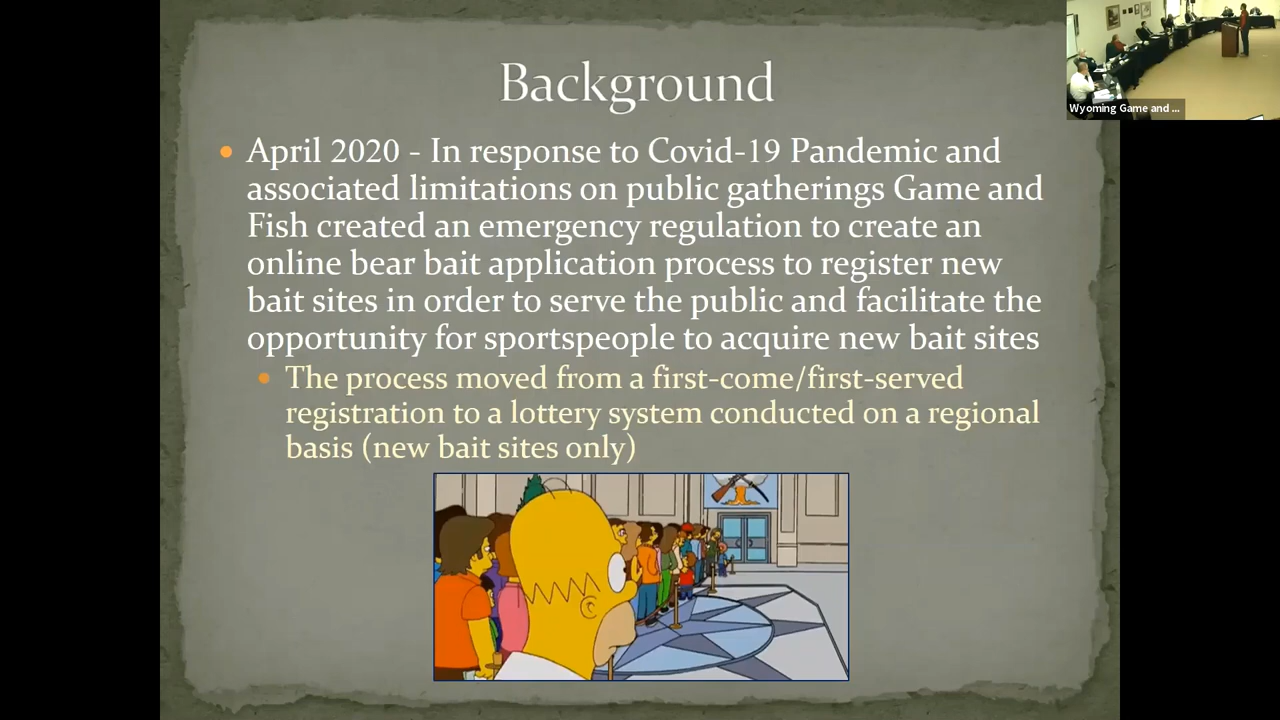 Background
April 2020 - In response to Covid-19 Pandemic and
associated limitations on public gatherings Game and
Fish created an emergency regulation to create an
online bear bait application process to register new
bait sites in order to serve the public and facilitate the
opportunity for sportspeople to acquire new bait sites
The process moved from a first-come/first-served
registration to a lottery system conducted on a regional
basis (new bait sites only)
Wyoming Game and ...